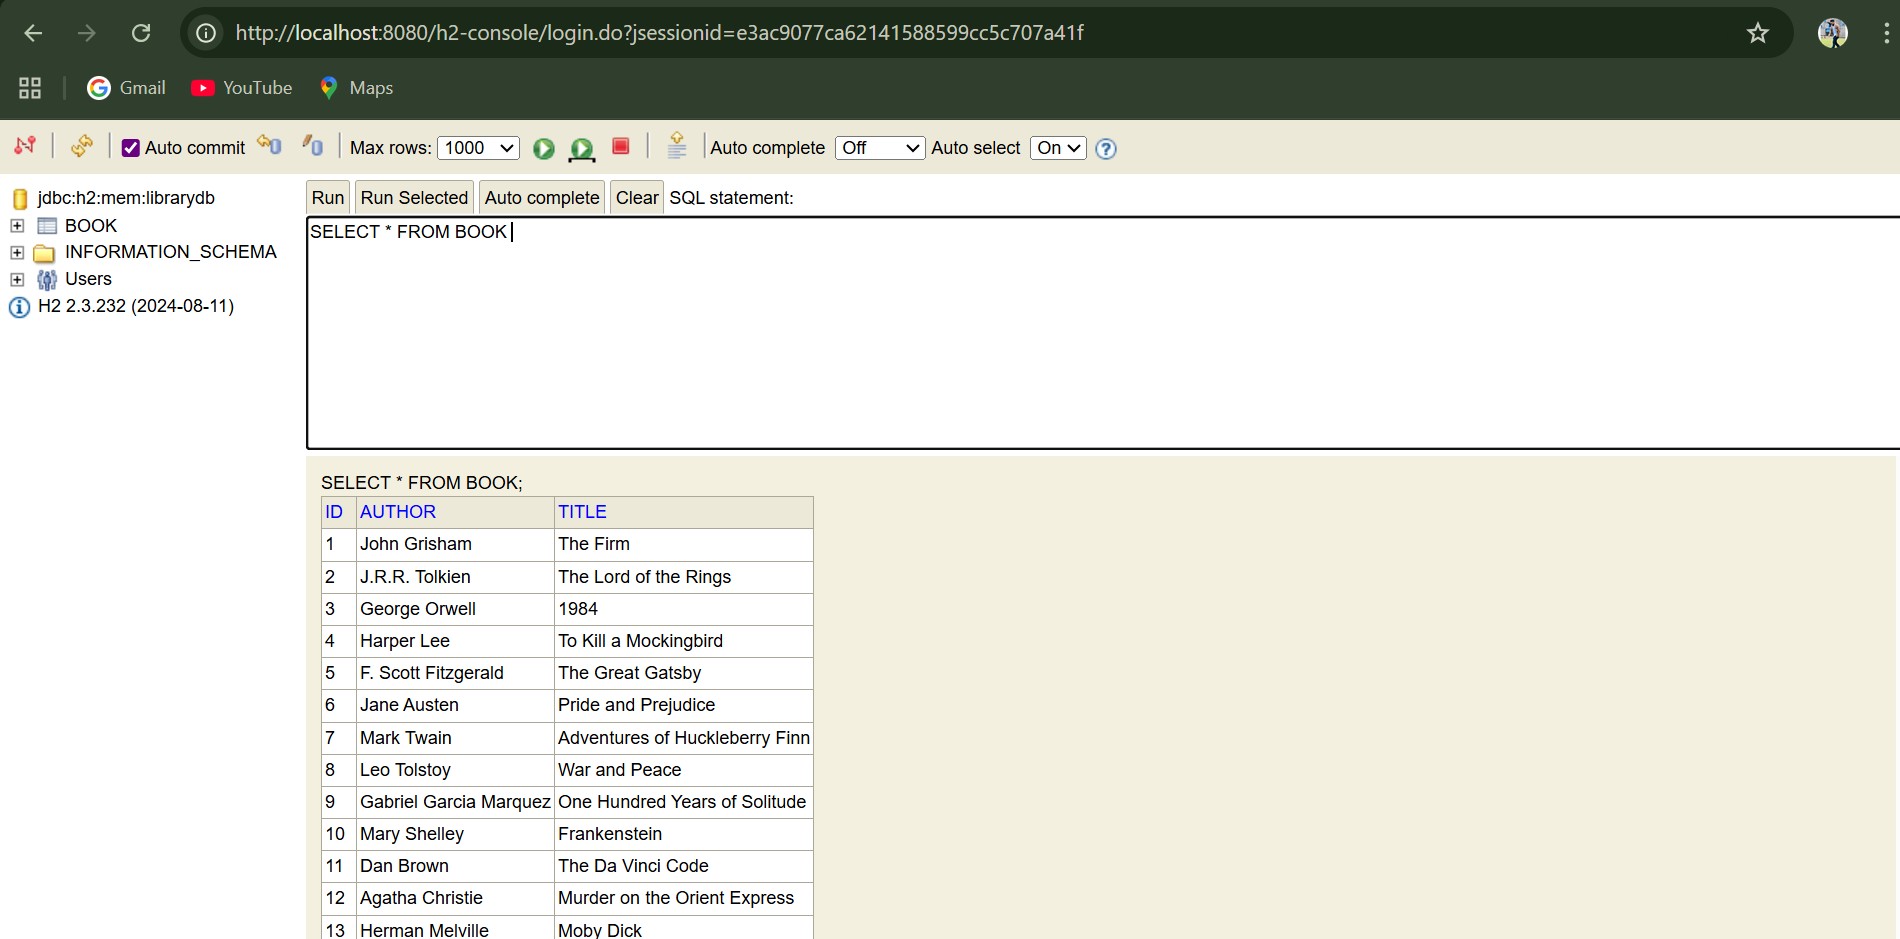 http://localhost:8080/h2-console/login.do?jsessionid=e3ac9077ca62141588599cc5c707a41f
Gmail YouTube Maps
Auto commit Max rows: 1000 Auto complete Off Auto select On ?
jdbc:h2:mem:librarydb
BOOK
INFORMATION_SCHEMA
Users
H2 2.3.232 (2024-08-11)
Run Run Selected Auto complete Clear SQL statement:
SELECT * FROM BOOK
SELECT * FROM BOOK;
ID AUTHOR TITLE
1 John Grisham The Firm
2 J.R.R. Tolkien The Lord of the Rings
3 George Orwell 1984
4 Harper Lee To Kill a Mockingbird
5 F. Scott Fitzgerald The Great Gatsby
6 Jane Austen Pride and Prejudice
7 Mark Twain Adventures of Huckleberry Finn
8 Leo Tolstoy War and Peace
9 Gabriel Garcia Marquez One Hundred Years of Solitude
10 Mary Shelley Frankenstein
11 Dan Brown The Da Vinci Code
12 Agatha Christie Murder on the Orient Express
13 Herman Melville Moby Dick